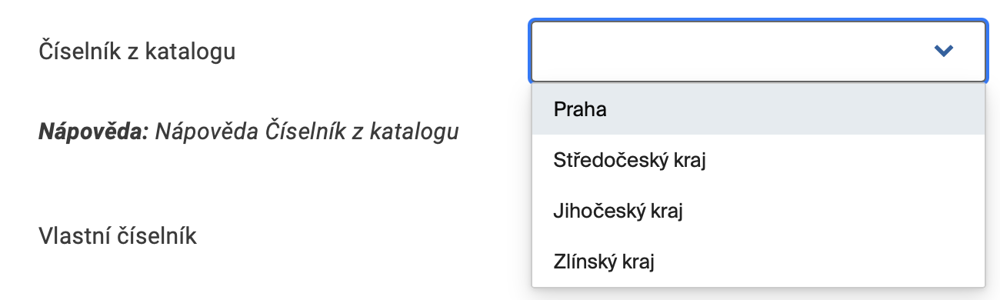 Číselník z katalogu
Praha
Nápověda: Nápověda Číselník z katalogu
Středočeský kraj
Jihočeský kraj
Vlastní číselník
Zlínský kraj